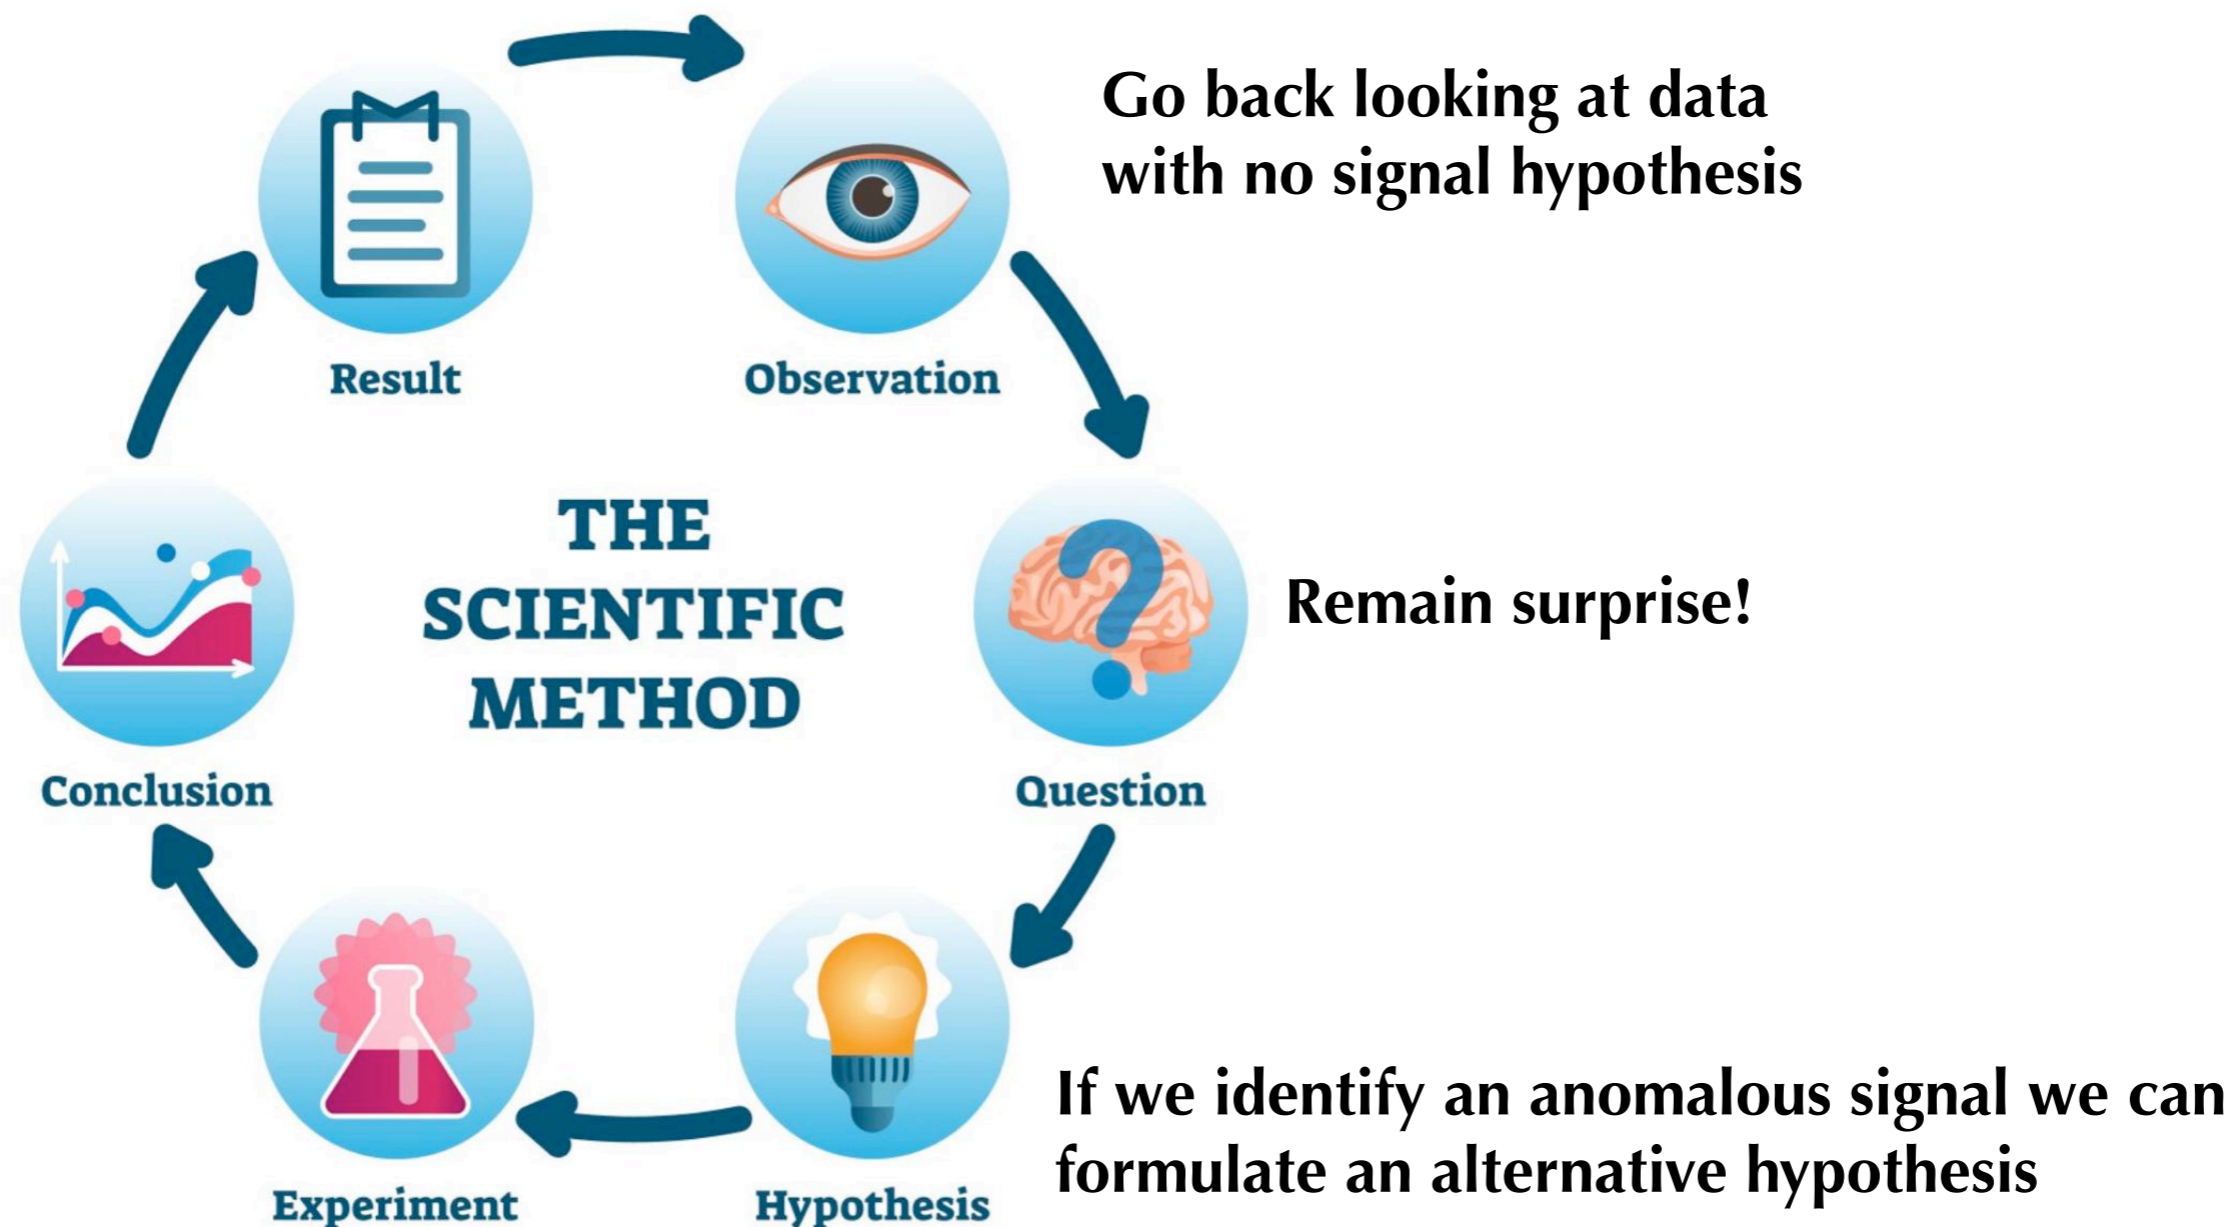 Go back looking at data
with no signal hypothesis
Result
Observation
THE
SCIENTIFIC
METHOD
Remain surprise!
Conclusion
Question
If we identify an anomalous signal we can
formulate an alternative hypothesis
Experiment
Hypothesis